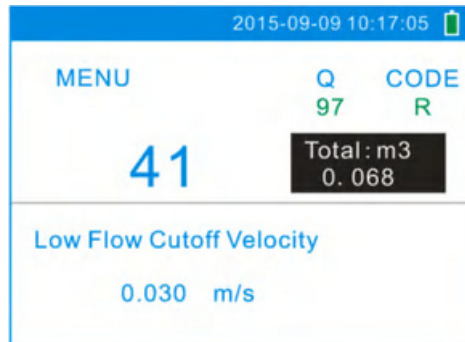 2015-09-09 10:17:05
MENU Q CODE
97 R
41
Total: m3
0.068
Low Flow Cutoff Velocity
0.030 m/s